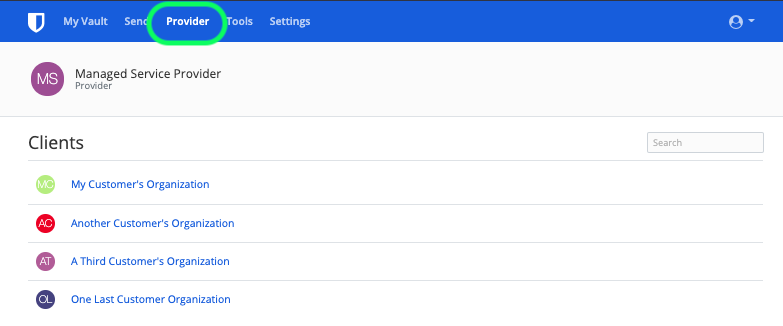 My Vault Send Provider Tools Settings
MS Managed Service Provider
Provider
Clients Search
MC My Customer's Organization
AC Another Customer's Organization
AT A Third Customer's Organization
OL One Last Customer Organization